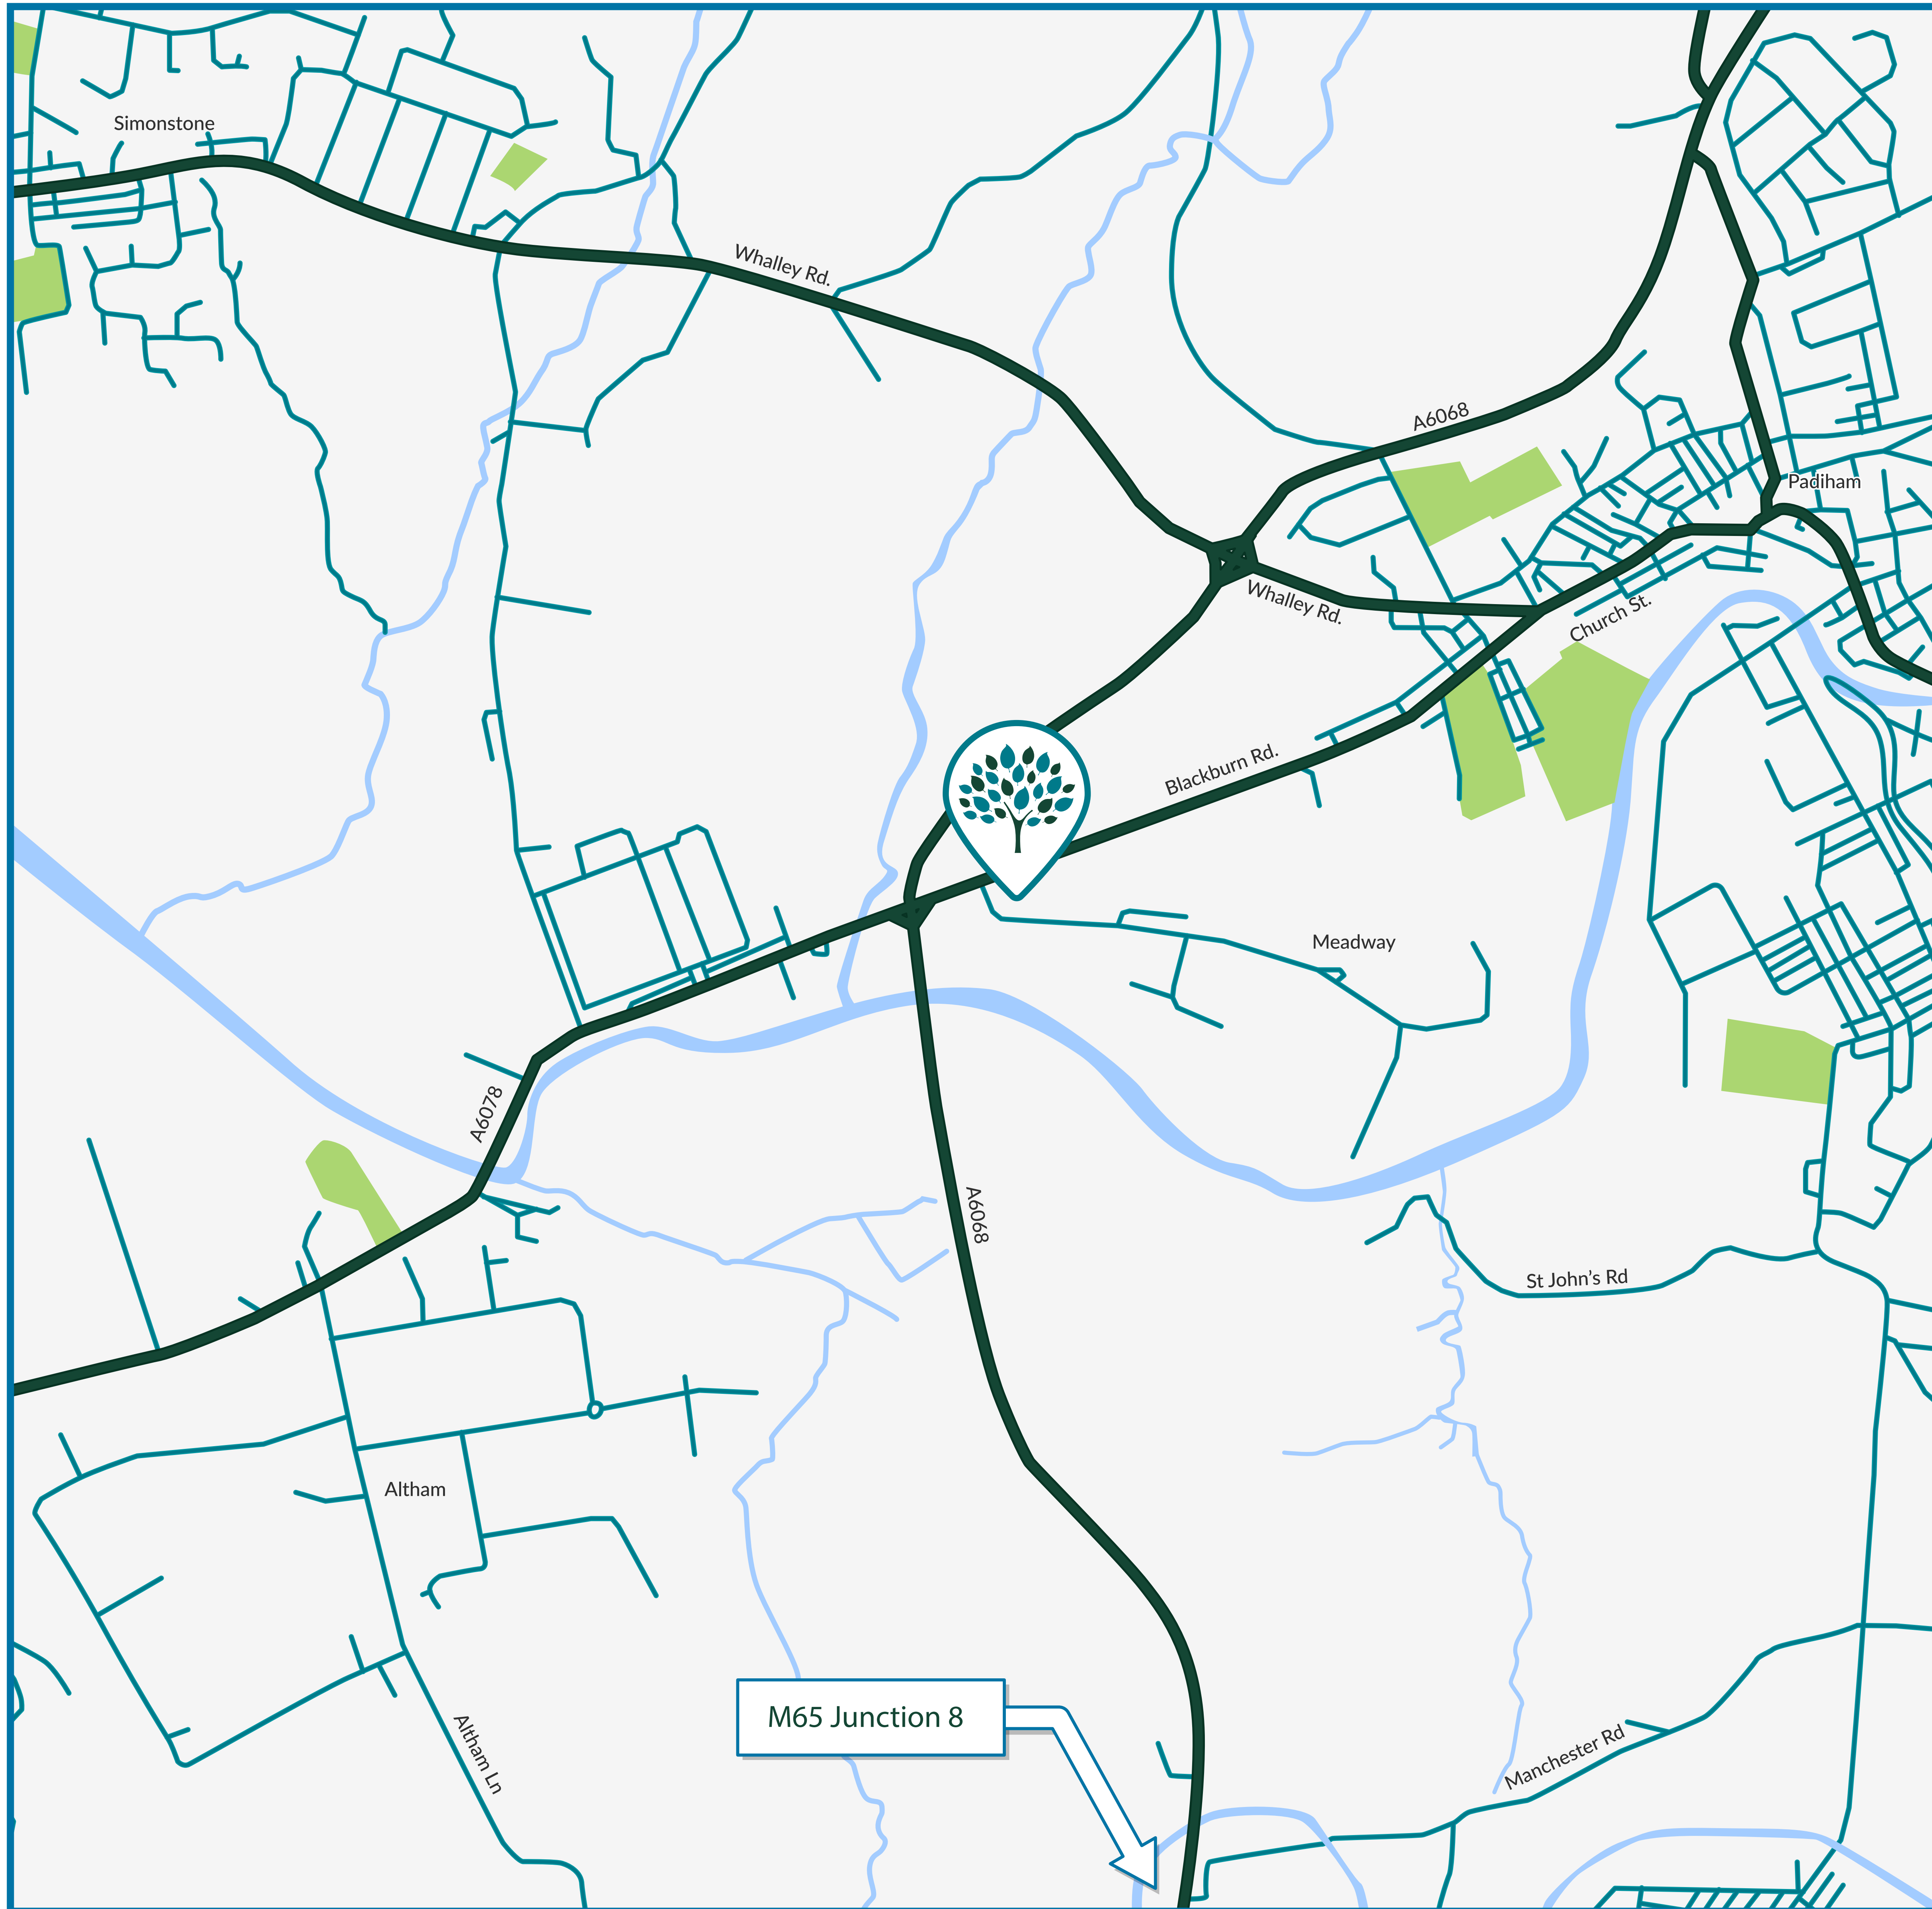 Simonstone
Whalley Rd.
A6068
Padiham
Whalley Rd.
Church St.
Blackburn Rd.
Meadway
A6078
A6068
St John's Rd
Altham
M65 Junction 8
Altham Ln
Manchester Rd